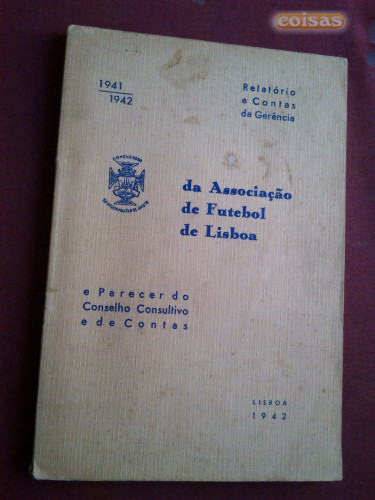 coisas
1941
1942
Relatório
e Contas
da Gerência
da Associação
de Futebol
de Lisboa
e Parecer do
Conselho Consultivo
e de Contas
LISBOA
1942